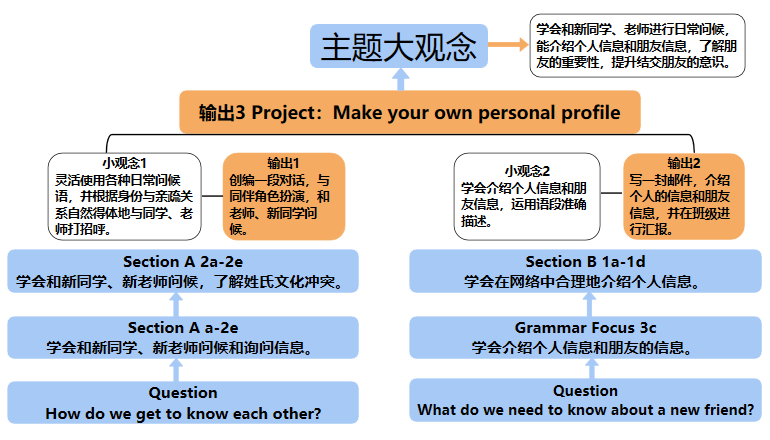 主题大观念
学会和新同学、老师进行日常问候，
能介绍个人信息和朋友信息，了解朋
友的重要性，提升结交朋友的意识。
输出3 Project：Make your own personal profile
小观念1
灵活使用各种日常问候
语，并根据身份与亲疏关
系自然得体地与同学、老
师打招呼。
输出1
创编一段对话，与
同伴角色扮演，和
老师、新同学问
候。
小观念2
学会介绍个人信息和朋
友信息，运用语段准确
描述。
输出2
写一封邮件，介绍
个人的信息和朋友
信息，并在班级进
行汇报。
Section A 2a-2e
学会和新同学、新老师问候，了解姓氏文化冲突。
Section B 1a-1d
学会在网络中合理地介绍个人信息。
Section A a-2e
学会和新同学、新老师问候和询问信息。
Grammar Focus 3c
学会介绍个人信息和朋友的信息。
Question
How do we get to know each other?
Question
What do we need to know about a new friend?